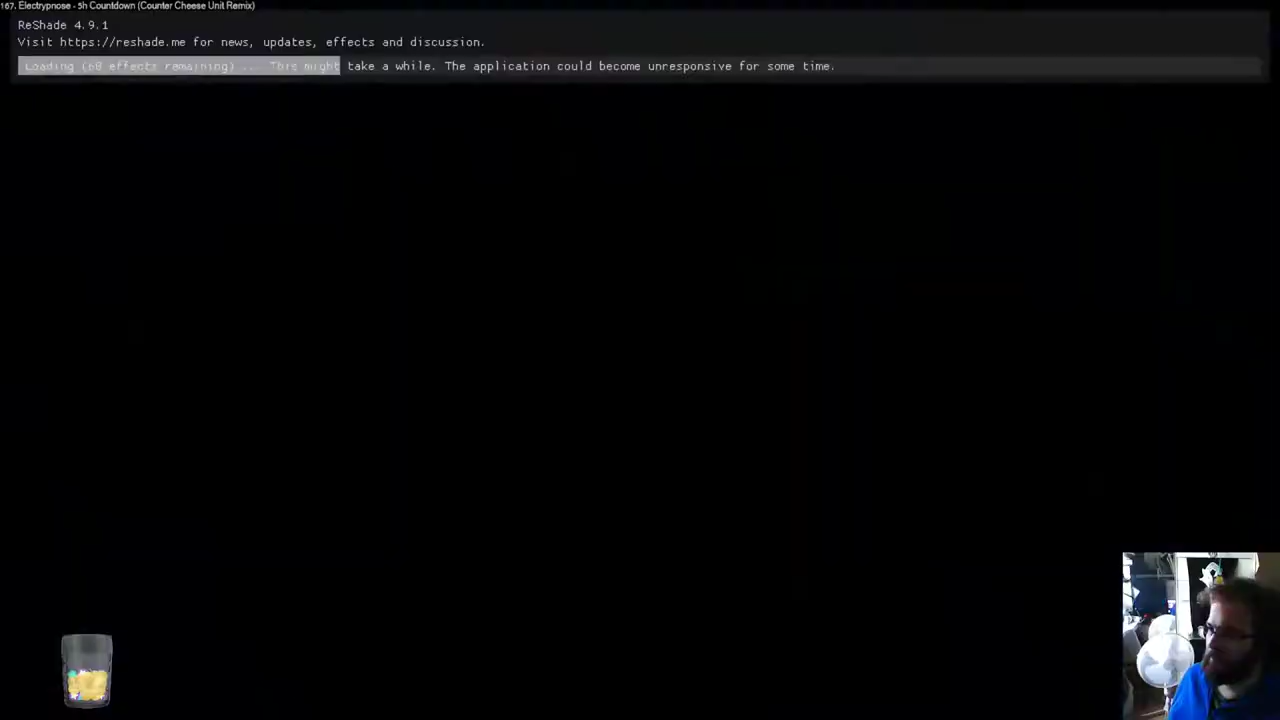 167. Electrypnose - 5h Countdown (Counter Cheese Unit Remix)
ReShade 4.9.1
Visit https://reshade.me for news, updates, effects and discussion.
Loading (68 effects remaining) ... This might take a while. The application could become unresponsive for some time.